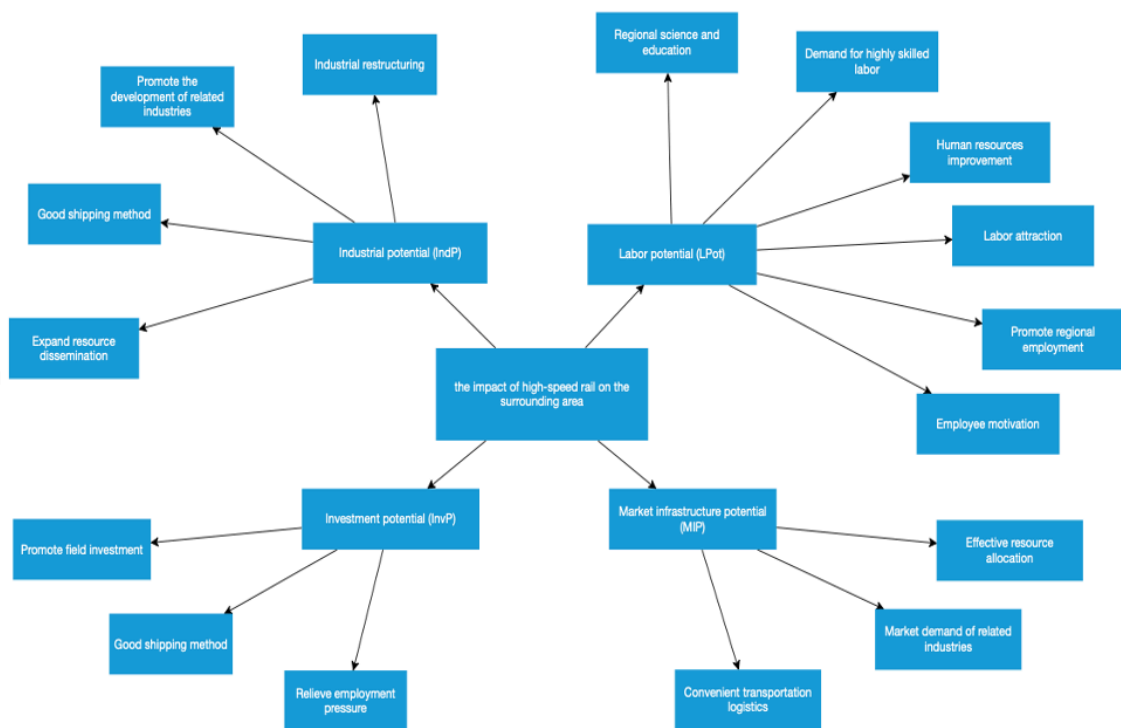 Regional science and
education
Demand for highly skilled
labor
Industrial restructuring
Promote the
development of related
industries
Human resources
improvement
Good shipping method
Labor attraction
Industrial potential (IndP)
Labor potential (LPot)
Expand resource
dissemination
Promote regional
employment
the impact of high-speed rail on the
surrounding area
Employee motivation
Investment potential (InvP)
Market infrastructure potential
(MIP)
Promote field investment
Effective resource
allocation
Good shipping method
Market demand of related
industries
Relieve employment
pressure
Convenient transportation
logistics